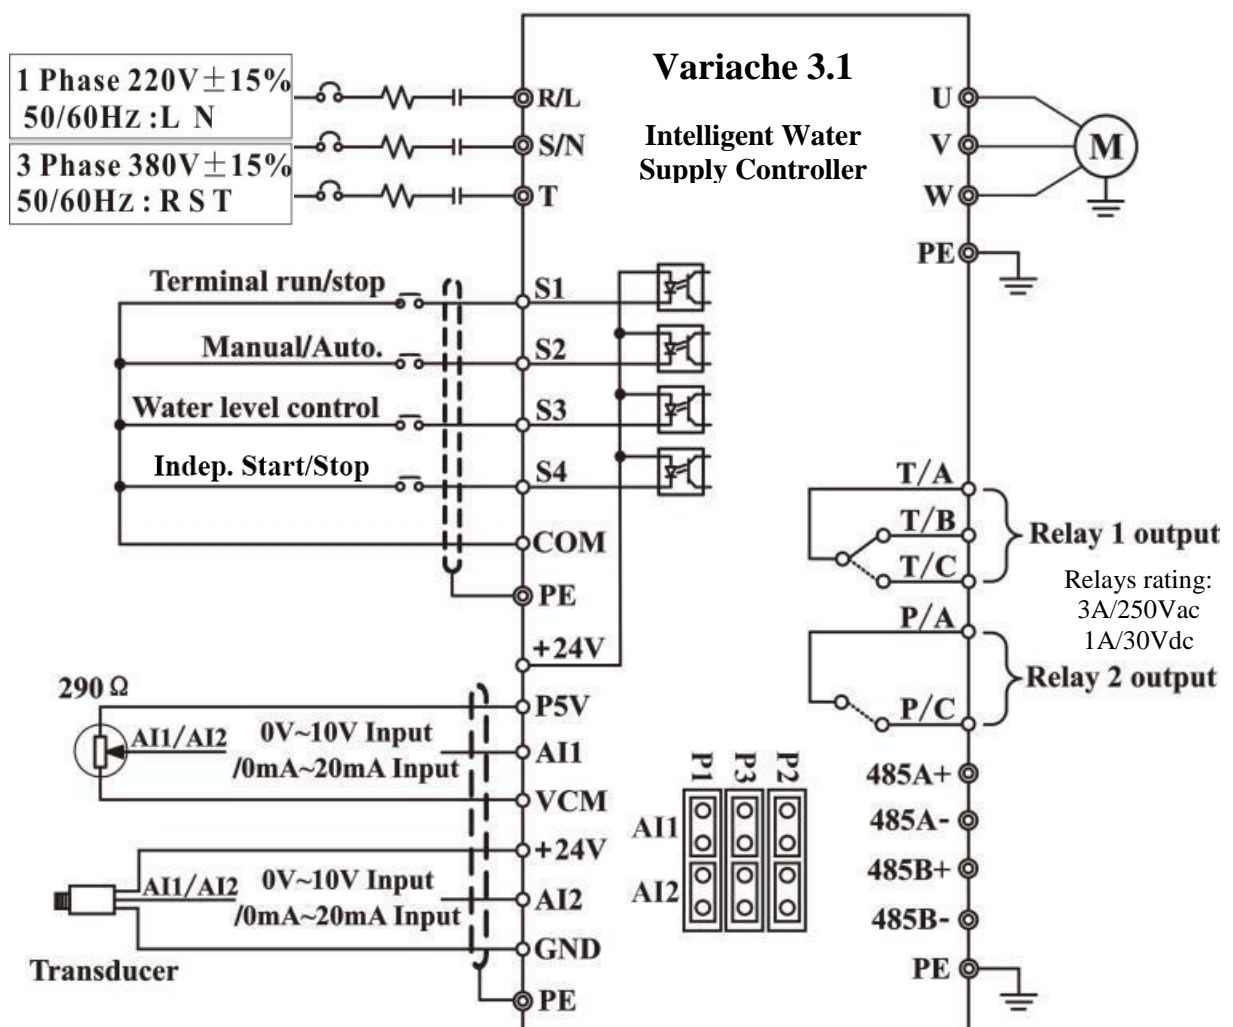 Variache 3.1
Intelligent Water
Supply Controller
1 Phase 220V±15%
50/60Hz :L N
3 Phase 380V±15%
50/60Hz : R S T
R/L
S/N
T
U
V
W
M
PE
Terminal run/stop
S1
Manual/Auto.
S2
Water level control
S3
Indep. Start/Stop
S4
COM
PE
+24V
T/A
T/B
T/C
Relay 1 output
Relays rating:
3A/250Vac
1A/30Vdc
P/A
P/C
Relay 2 output
290 Ω
P5V
AI1/AI2
0V~10V Input
/0mA~20mA Input
AI1
VCM
+24V
AI1/AI2
0V~10V Input
/0mA~20mA Input
AI2
GND
Transducer
PE
P1 P3 P2
AI1
AI2
485A+
485A-
485B+
485B-
PE